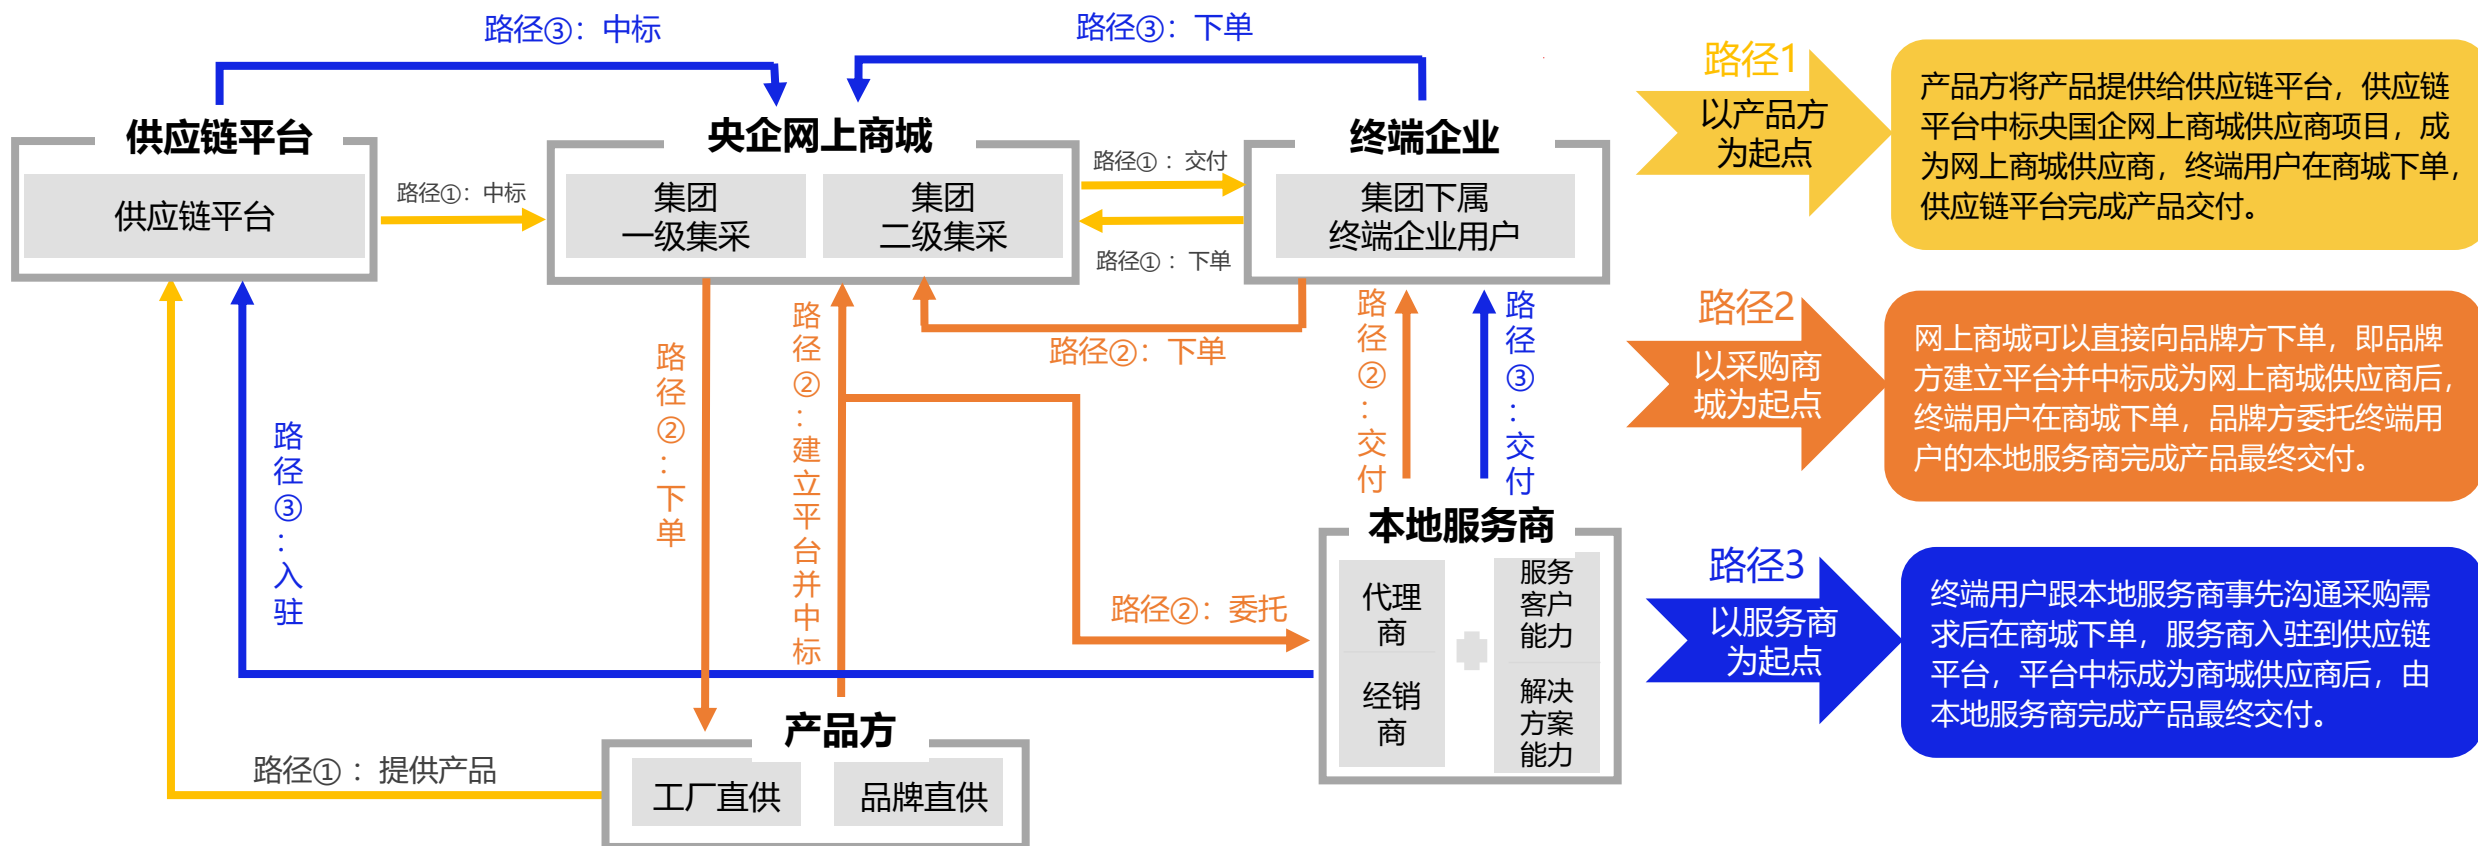 路径③：中标
路径③：下单
供应链平台
供应链平台
路径①：中标
央企网上商城
集团
一级集采
集团
二级集采
路径①：交付
路径①：下单
终端企业
集团下属
终端企业用户
路径②：下单
路径②：下单
路径②：建立平台并中标
路径②：交付
路径③：交付
路径③：入驻
路径②：委托
本地服务商
代理
商
经销
商
服务
客户
能力
解决
方案
能力
产品方
工厂直供
品牌直供
路径①：提供产品
路径1
以产品方
为起点
产品方将产品提供给供应链平台，供应链
平台中标央国企网上商城供应商项目，成
为网上商城供应商，终端用户在商城下单，
供应链平台完成产品交付。
路径2
以采购商
城为起点
网上商城可以直接向品牌方下单，即品牌
方建立平台并中标成为网上商城供应商后，
终端用户在商城下单，品牌方委托终端用
户的本地服务商完成产品最终交付。
路径3
以服务商
为起点
终端用户跟本地服务商事先沟通采购需
求后在商城下单，服务商入驻到供应链
平台，平台中标成为商城供应商后，由
本地服务商完成产品最终交付。